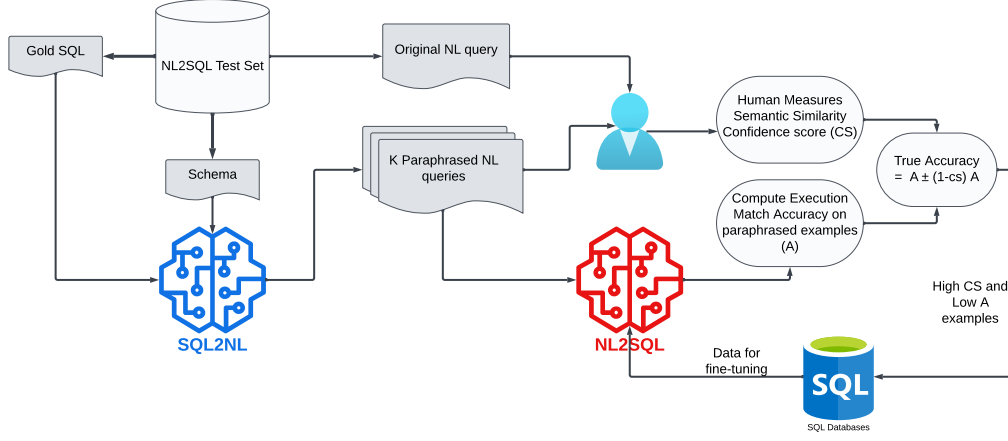 Gold SQL
NL2SQL Test Set
Original NL query
Human Measures
Semantic Similarity
Confidence score (CS)
True Accuracy
= A ± (1-cs) A
Schema
K Paraphrased NL
queries
Compute Execution
Match Accuracy on
paraphrased examples
(A)
SQL2NL
NL2SQL
High CS and
Low A
examples
Data for
fine-tuning
SQL
SQL Databases